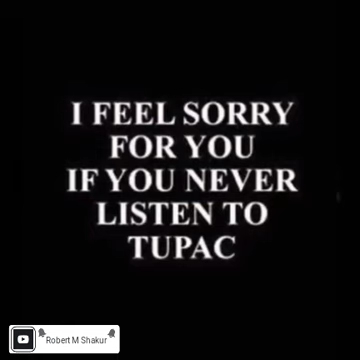 I FEEL SORRY
FOR YOU
IF YOU NEVER
LISTEN TO
TUPAC
Robert M Shakur